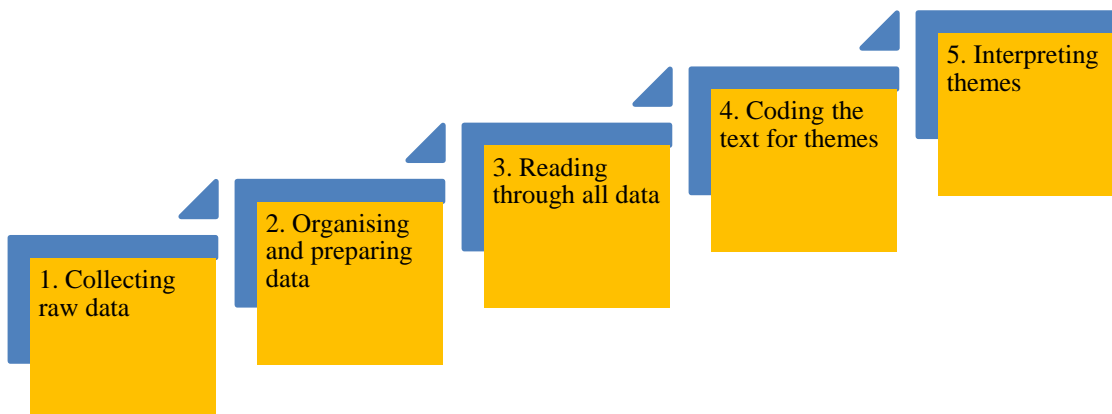 1. Collecting
raw data
2. Organising
and preparing
data
3. Reading
through all data
4. Coding the
text for themes
5. Interpreting
themes